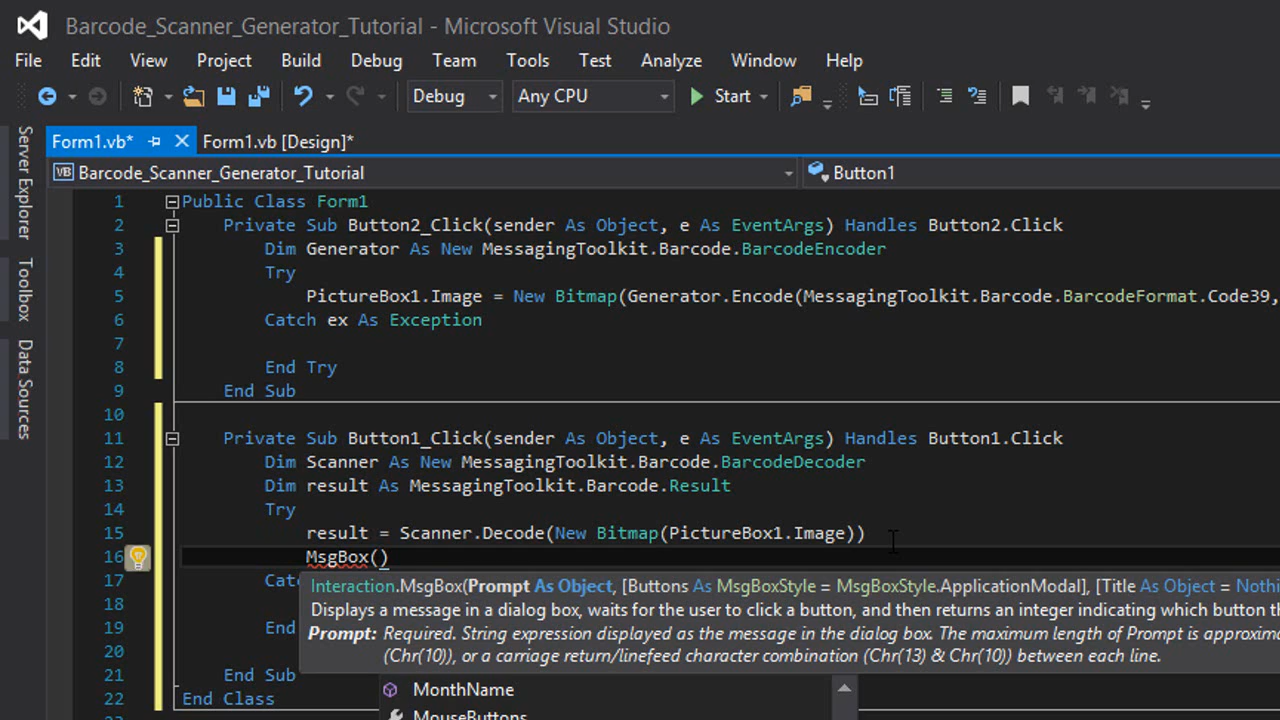 Barcode_Scanner_Generator_Tutorial - Microsoft Visual Studio
File Edit View Project Build Debug Team Tools Test Analyze Window Help
Debug Any CPU Start
Server Explorer
Toolbox
Data Sources
Form1.vb* Form1.vb [Design]*
VB Barcode_Scanner_Generator_Tutorial Button1
1 Public Class Form1
2 Private Sub Button2_Click(sender As Object, e As EventArgs) Handles Button2.Click
3 Dim Generator As New MessagingToolkit.Barcode.BarcodeEncoder
4 Try
5 PictureBox1.Image = New Bitmap(Generator.Encode(MessagingToolkit.Barcode.BarcodeFormat.Code39,
6 Catch ex As Exception
7
8 End Try
9 End Sub
10
11 Private Sub Button1_Click(sender As Object, e As EventArgs) Handles Button1.Click
12 Dim Scanner As New MessagingToolkit.Barcode.BarcodeDecoder
13 Dim result As MessagingToolkit.Barcode.Result
14 Try
15 result = Scanner.Decode(New Bitmap(PictureBox1.Image))
16 MsgBox()
17 Catc
Interaction.MsgBox(Prompt As Object, [Buttons As MsgBoxStyle = MsgBoxStyle.ApplicationModal], [Title As Object = Nothi
18 Displays a message in a dialog box, waits for the user to click a button, and then returns an integer indicating which button th
19 End Prompt: Required. String expression displayed as the message in the dialog box. The maximum length of Prompt is approxima
20 (Chr(10)), or a carriage return/linefeed character combination (Chr(13) & Chr(10)) between each line.
21 End Sub
MonthName
22 End Class
MouseButtons